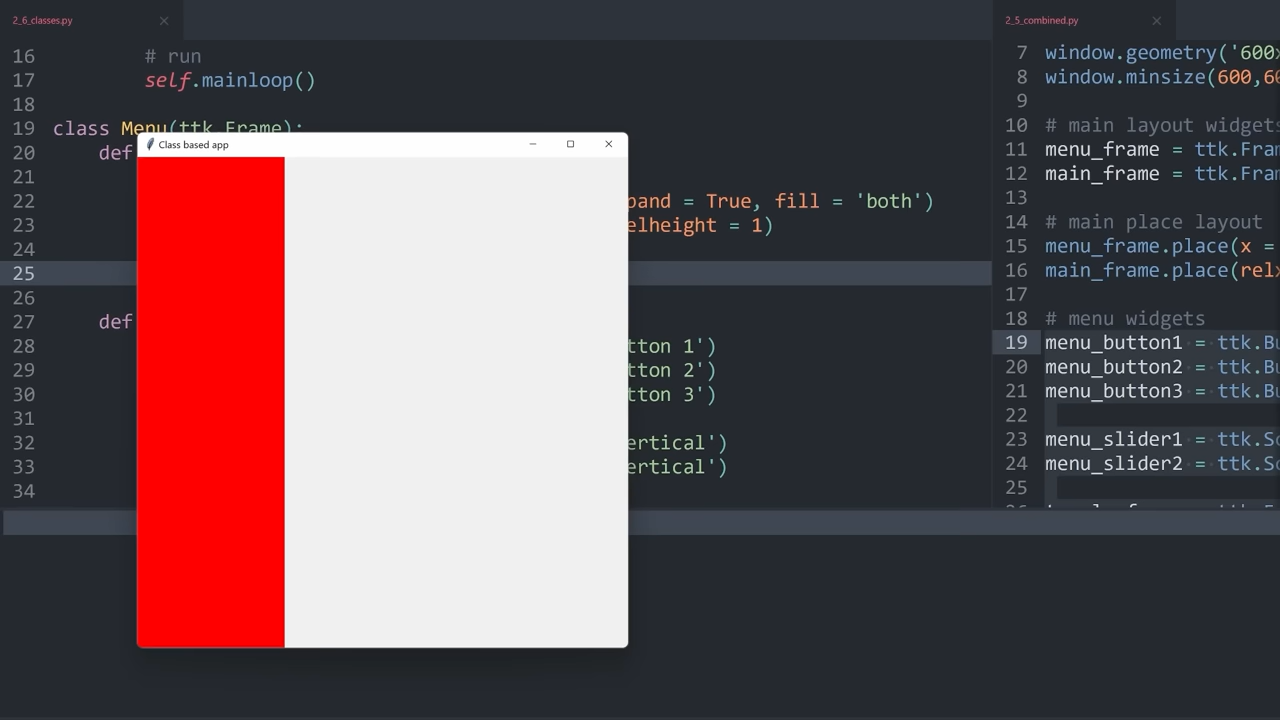 2_6_classes.py
16 # run
17 self.mainloop()
18
19 class Menu(ttk.Frame):
20 def
21
22 pand = True, fill = 'both')
23 elheight = 1)
24
25
26
27 def
28 tton 1')
29 tton 2')
30 tton 3')
31
32 ertical')
33 ertical')
34
Class based app
2_5_combined.py
7 window.geometry('600x
8 window.minsize(600,60
9
10 # main layout widgets
11 menu_frame = ttk.Fram
12 main_frame = ttk.Fram
13
14 # main place layout
15 menu_frame.place(x =
16 main_frame.place(relx
17
18 # menu widgets
19 menu_button1 = ttk.Bu
20 menu_button2 = ttk.Bu
21 menu_button3 = ttk.Bu
22
23 menu_slider1 = ttk.Sc
24 menu_slider2 = ttk.Sc
25